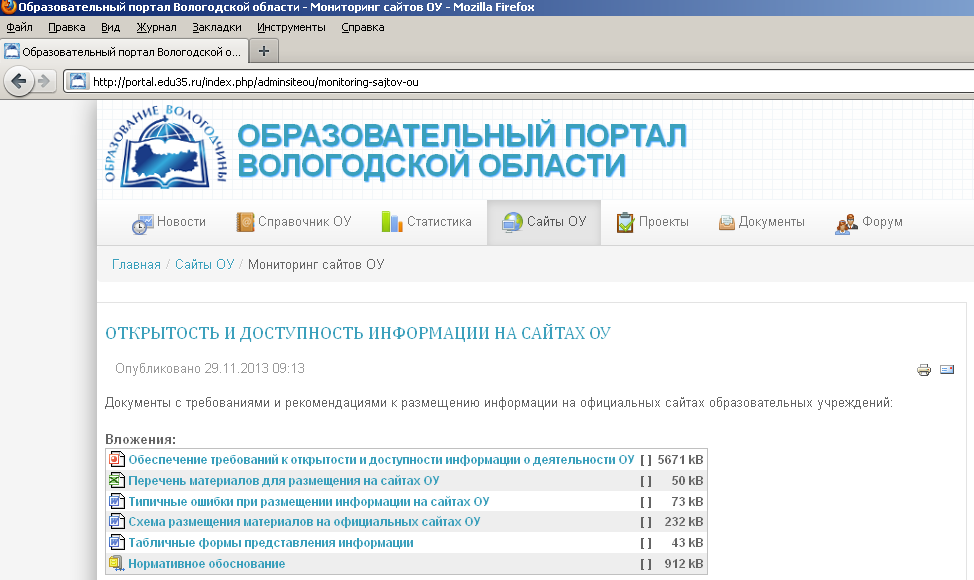 Образовательный портал Вологодской области - Мониторинг сайтов ОУ - Mozilla Firefox
Файл Правка Вид Журнал Закладки Инструменты Справка
Образовательный портал Вологодской о... +
http://portal.edu35.ru/index.php/adminsiteou/monitoring-sajtov-ou
ОБРАЗОВАНИЕ ВОЛОГОДЧИНЫ
ОБРАЗОВАТЕЛЬНЫЙ ПОРТАЛ
ВОЛОГОДСКОЙ ОБЛАСТИ
Новости Справочник ОУ Статистика Сайты ОУ Проекты Документы Форум
Главная / Сайты ОУ / Мониторинг сайтов ОУ
ОТКРЫТОСТЬ И ДОСТУПНОСТЬ ИНФОРМАЦИИ НА САЙТАХ ОУ
Опубликовано 29.11.2013 09:13
Документы с требованиями и рекомендациями к размещению информации на официальных сайтах образовательных учреждений:
Вложения:
Обеспечение требований к открытости и доступности информации о деятельности ОУ [ ] 5671 kB
Перечень материалов для размещения на сайтах ОУ [ ] 50 kB
Типичные ошибки при размещении информации на сайтах ОУ [ ] 73 kB
Схема размещения материалов на официальных сайтах ОУ [ ] 232 kB
Табличные формы представления информации [ ] 43 kB
Нормативное обоснование [ ] 912 kB